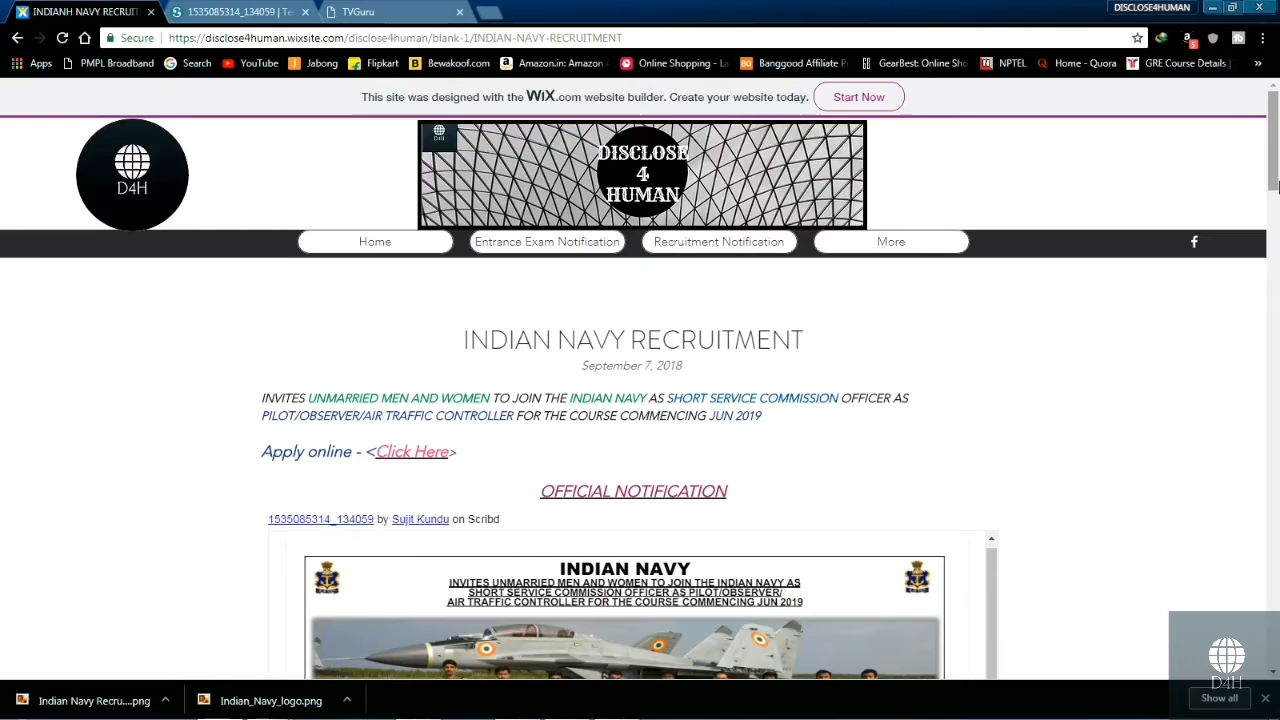 INDIANH NAVY RECRUIT
1535085314_134059 | Te
TVGuru
DISCLOSE4HUMAN
Secure
https://disclose4human.wixsite.com/disclose4human/blank-1/INDIAN-NAVY-RECRUITMENT
5
Apps
PMPL Broadband
Search
YouTube
Jabong
Flipkart
Bewakoof.com
Amazon.in: Amazon
Online Shopping - La
Banggood Affiliate P
GearBest: Online Sho
NPTEL
Home - Quora
GRE Course Details
»
This site was designed with the WiX.com website builder. Create your website today.
Start Now
D4H
D4H
DISCLOSE
4
HUMAN
Home
Entrance Exam Notification
Recruitment Notification
More
INDIAN NAVY RECRUITMENT
September 7, 2018
INVITES UNMARRIED MEN AND WOMEN TO JOIN THE INDIAN NAVY AS SHORT SERVICE COMMISSION OFFICER AS
PILOT/OBSERVER/AIR TRAFFIC CONTROLLER FOR THE COURSE COMMENCING JUN 2019
Apply online - <Click Here>
OFFICIAL NOTIFICATION
1535085314_134059 by Sujit Kundu on Scribd
INDIAN NAVY
INVITES UNMARRIED MEN AND WOMEN TO JOIN THE INDIAN NAVY AS
SHORT SERVICE COMMISSION OFFICER AS PILOT/OBSERVER/
AIR TRAFFIC CONTROLLER FOR THE COURSE COMMENCING JUN 2019
D4H
Indian Navy Recru....png
Indian_Navy_logo.png
Show all